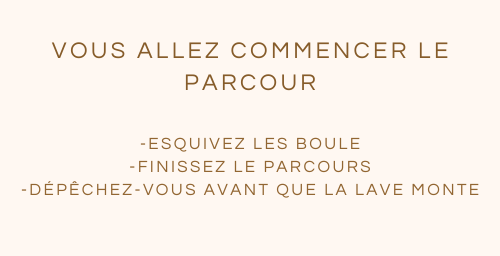 VOUS ALLEZ COMMENCER LE
PARCOUR
-ESQUIVEZ LES BOULE
-FINISSEZ LE PARCOURS
-DÉPÊCHEZ-VOUS AVANT QUE LA LAVE MONTE